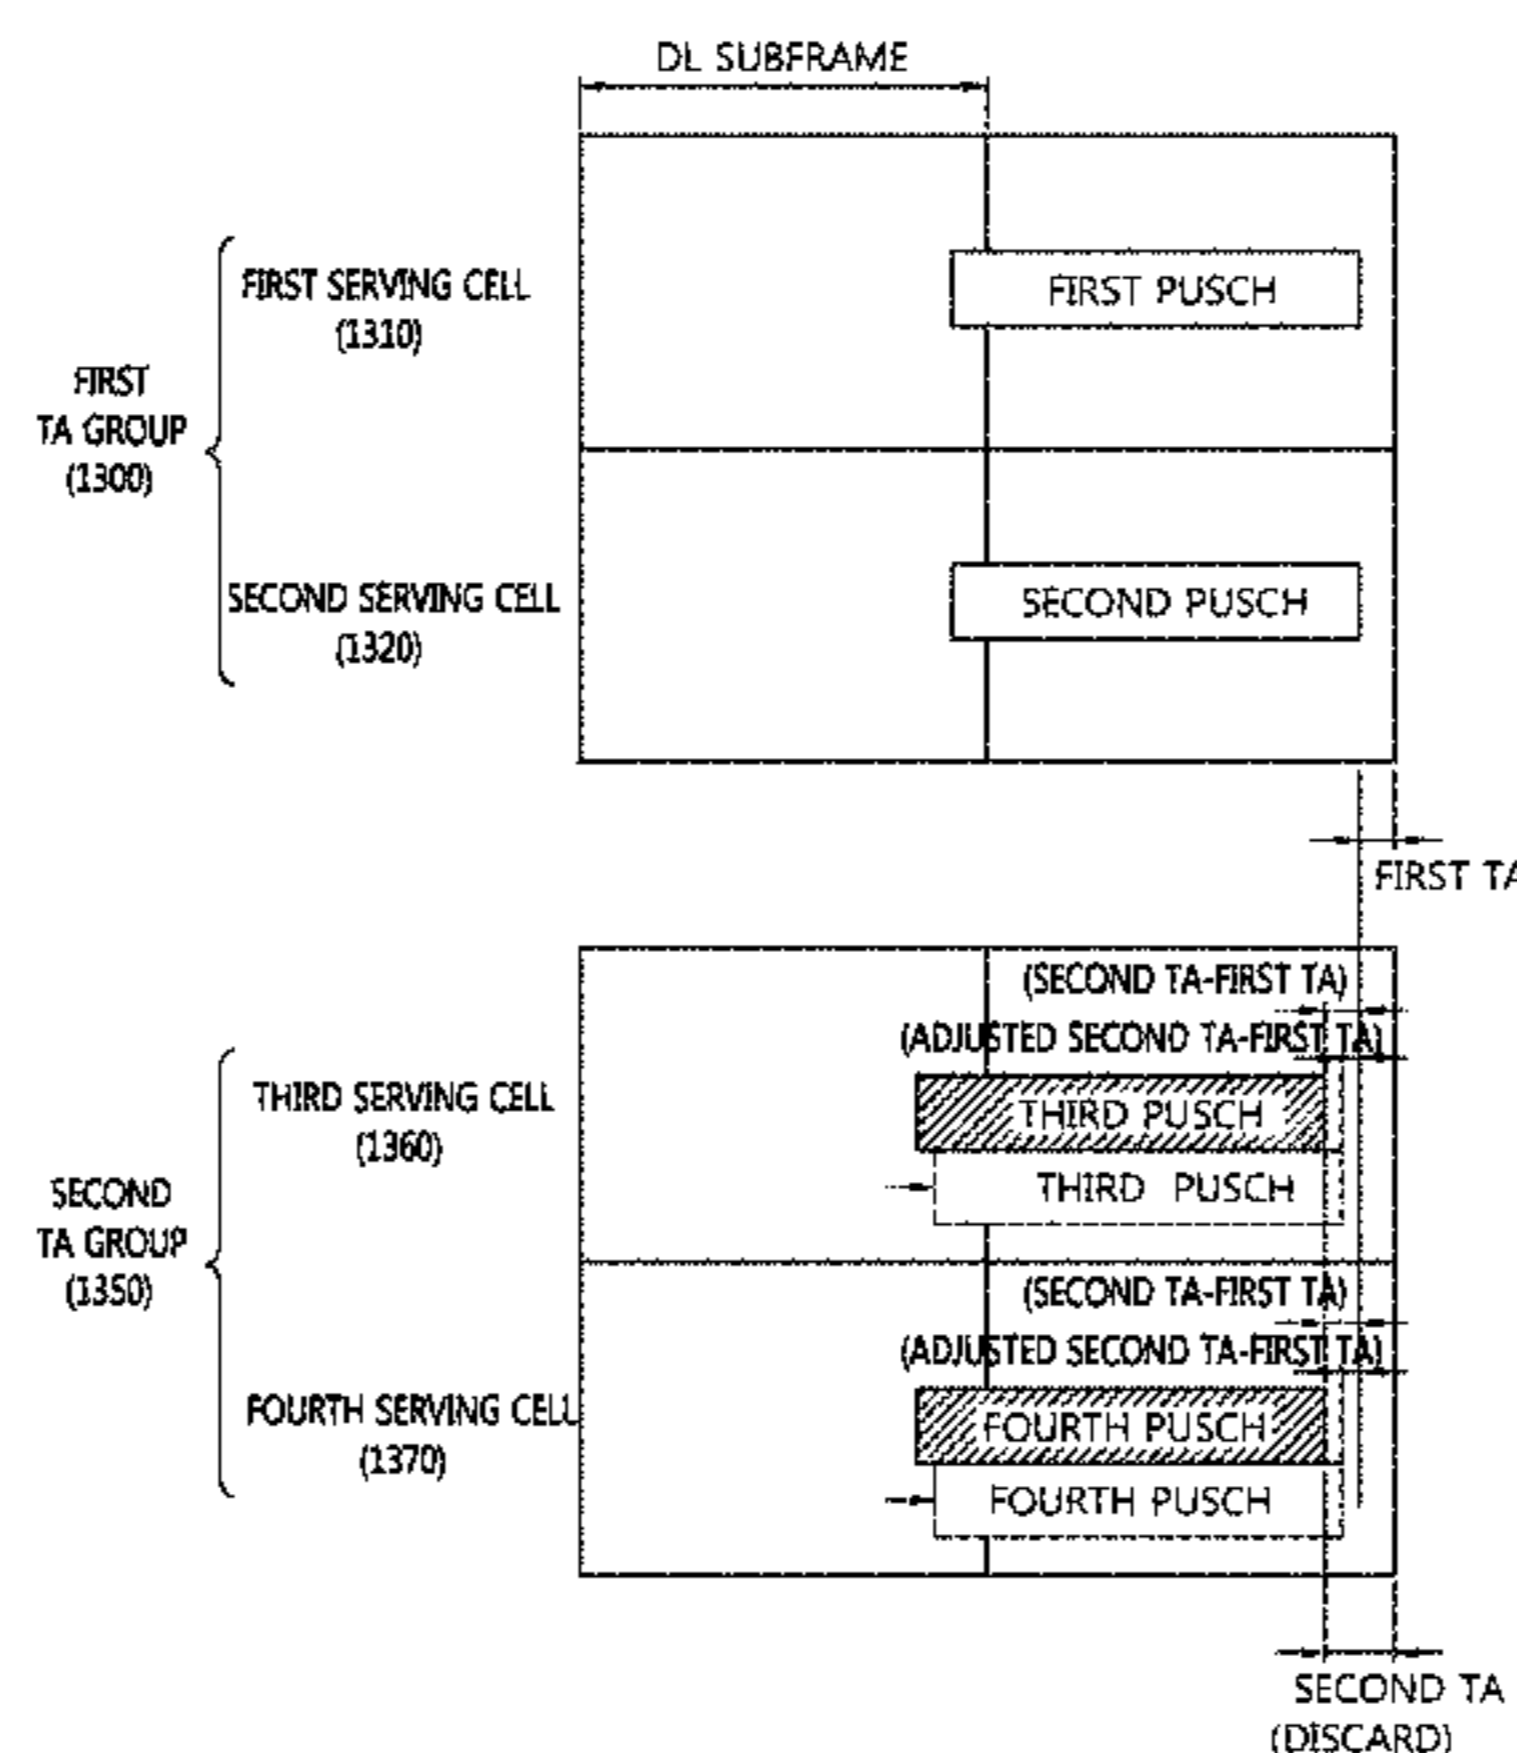 DL SUBFRAME
FIRST SERVING CELL
(1310)
FIRST PUSCH
FIRST
TA GROUP
(1300)
SECOND SERVING CELL
(1320)
SECOND PUSCH
FIRST TA
(SECOND TA-FIRST TA)
(ADJUSTED SECOND TA-FIRST TA)
THIRD SERVING CELL
(1360)
THIRD PUSCH
THIRD PUSCH
SECOND
TA GROUP
(1350)
(SECOND TA-FIRST TA)
(ADJUSTED SECOND TA-FIRST TA)
FOURTH SERVING CELL
(1370)
FOURTH PUSCH
FOURTH PUSCH
SECOND TA
(DISCARD)